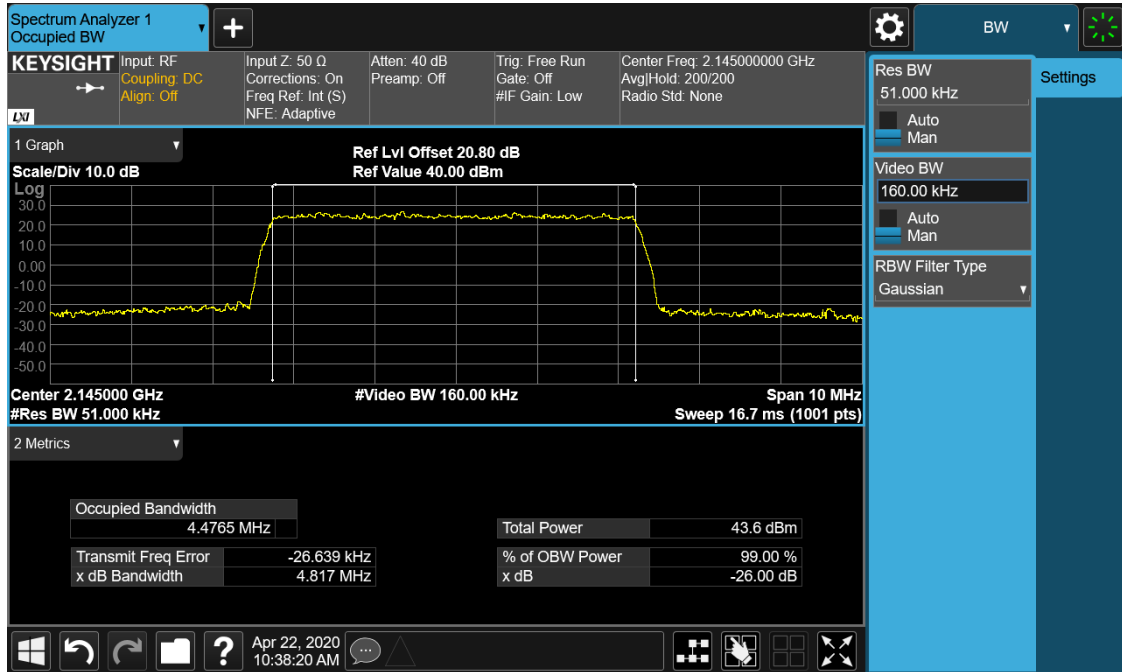 Spectrum Analyzer 1
Occupied BW
+
BW
KEYSIGHT
LXI
Input: RF
Coupling: DC
Align: Off
Input Z: 50 Ω
Corrections: On
Freq Ref: Int (S)
NFE: Adaptive
Atten: 40 dB
Preamp: Off
Trig: Free Run
Gate: Off
#IF Gain: Low
Center Freq: 2.145000000 GHz
Avg|Hold: 200/200
Radio Std: None
Res BW
51.000 kHz
Auto
Man
Settings
Video BW
160.00 kHz
Auto
Man
RBW Filter Type
Gaussian
1 Graph
Scale/Div 10.0 dB
Ref Lvl Offset 20.80 dB
Ref Value 40.00 dBm
Log
30.0
20.0
10.0
0.00
-10.0
-20.0
-30.0
-40.0
-50.0
Center 2.145000 GHz
#Res BW 51.000 kHz
#Video BW 160.00 kHz
Span 10 MHz
Sweep 16.7 ms (1001 pts)
2 Metrics
Occupied Bandwidth
4.4765 MHz
Transmit Freq Error -26.639 kHz
x dB Bandwidth 4.817 MHz
Total Power 43.6 dBm
% of OBW Power 99.00 %
x dB -26.00 dB
?
Apr 22, 2020
10:38:20 AM